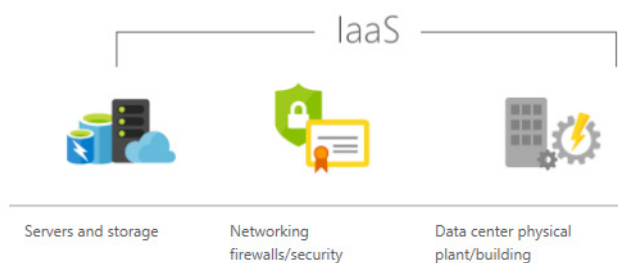 IaaS
Servers and storage
Networking
firewalls/security
Data center physical
plant/building